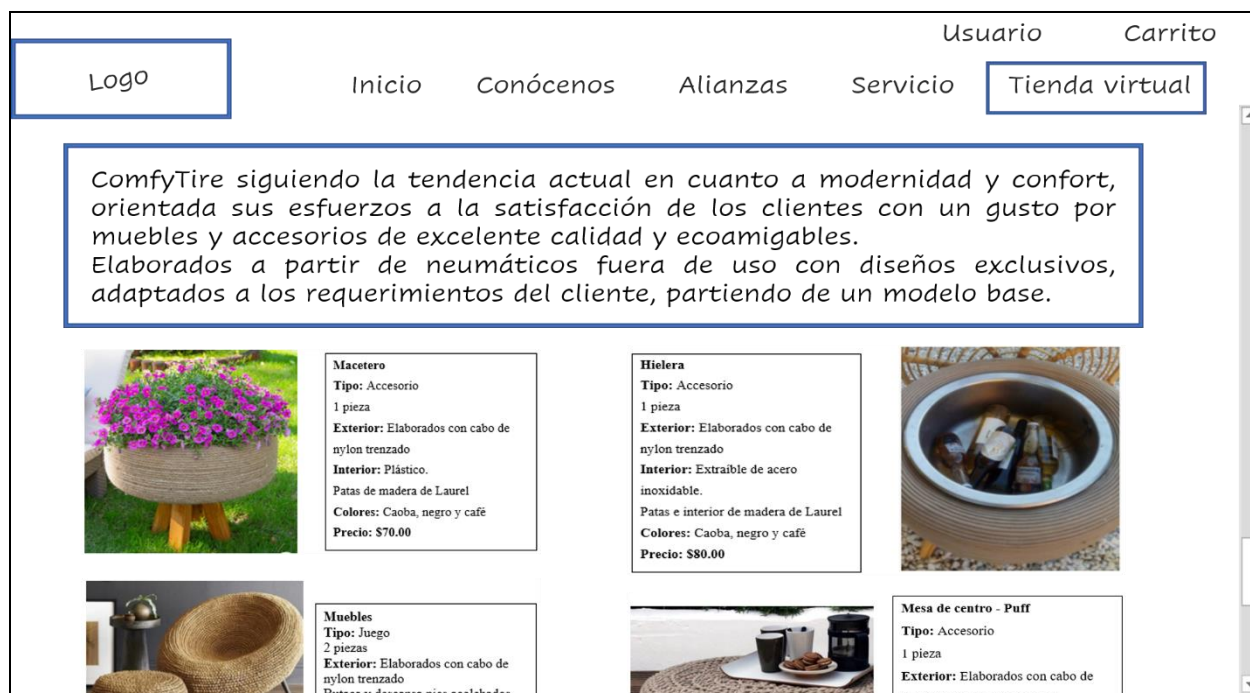 Usuario Carrito
Logo
Inicio Conócenos Alianzas Servicio Tienda virtual
ComfyTire siguiendo la tendencia actual en cuanto a modernidad y confort,
orientada sus esfuerzos a la satisfacción de los clientes con un gusto por
muebles y accesorios de excelente calidad y ecoamigables.
Elaborados a partir de neumáticos fuera de uso con diseños exclusivos,
adaptados a los requerimientos del cliente, partiendo de un modelo base.
Macetero
Tipo: Accesorio
1 pieza
Exterior: Elaborados con cabo de
nylon trenzado
Interior: Plástico.
Patas de madera de Laurel
Colores: Caoba, negro y café
Precio: $70.00
Hielera
Tipo: Accesorio
1 pieza
Exterior: Elaborados con cabo de
nylon trenzado
Interior: Extraíble de acero
inoxidable.
Patas e interior de madera de Laurel
Colores: Caoba, negro y café
Precio: $80.00
Muebles
Tipo: Juego
2 piezas
Exterior: Elaborados con cabo de
nylon trenzado
Mesa de centro - Puff
Tipo: Accesorio
1 pieza
Exterior: Elaborados con cabo de